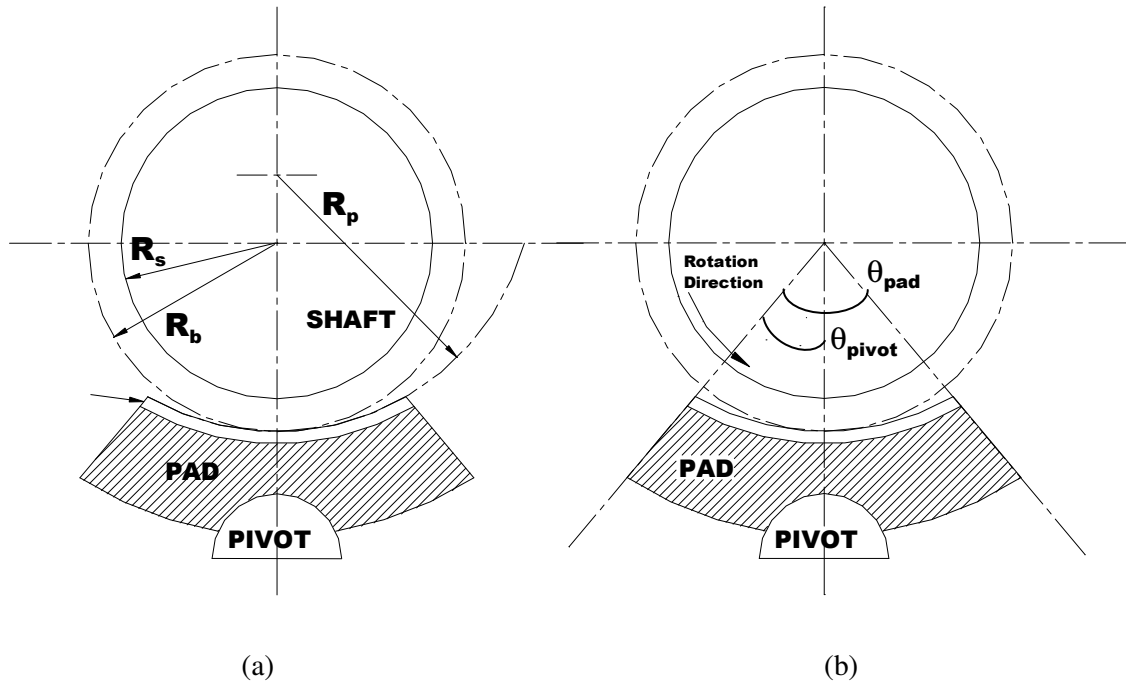 R_p
R_s
R_b
SHAFT
PAD
PIVOT
(a)
Rotation
Direction
θ_pad
θ_pivot
PAD
PIVOT
(b)